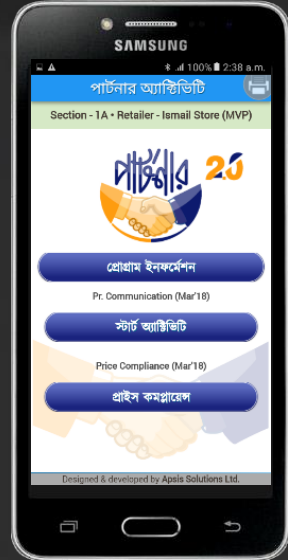 SAMSUNG
100% 2:38 a.m.
পার্টনার অ্যাক্টিভিটি
Section - 1A • Retailer - Ismail Store (MVP)
পার্টনার 2.0
প্রোগ্রাম ইনফর্মেশন
Pr. Communication (Mar'18)
স্টার্ট অ্যাক্টিভিটি
Price Compliance (Mar'18)
প্রাইস কমপ্লায়েন্স
Designed & developed by Apsis Solutions Ltd.